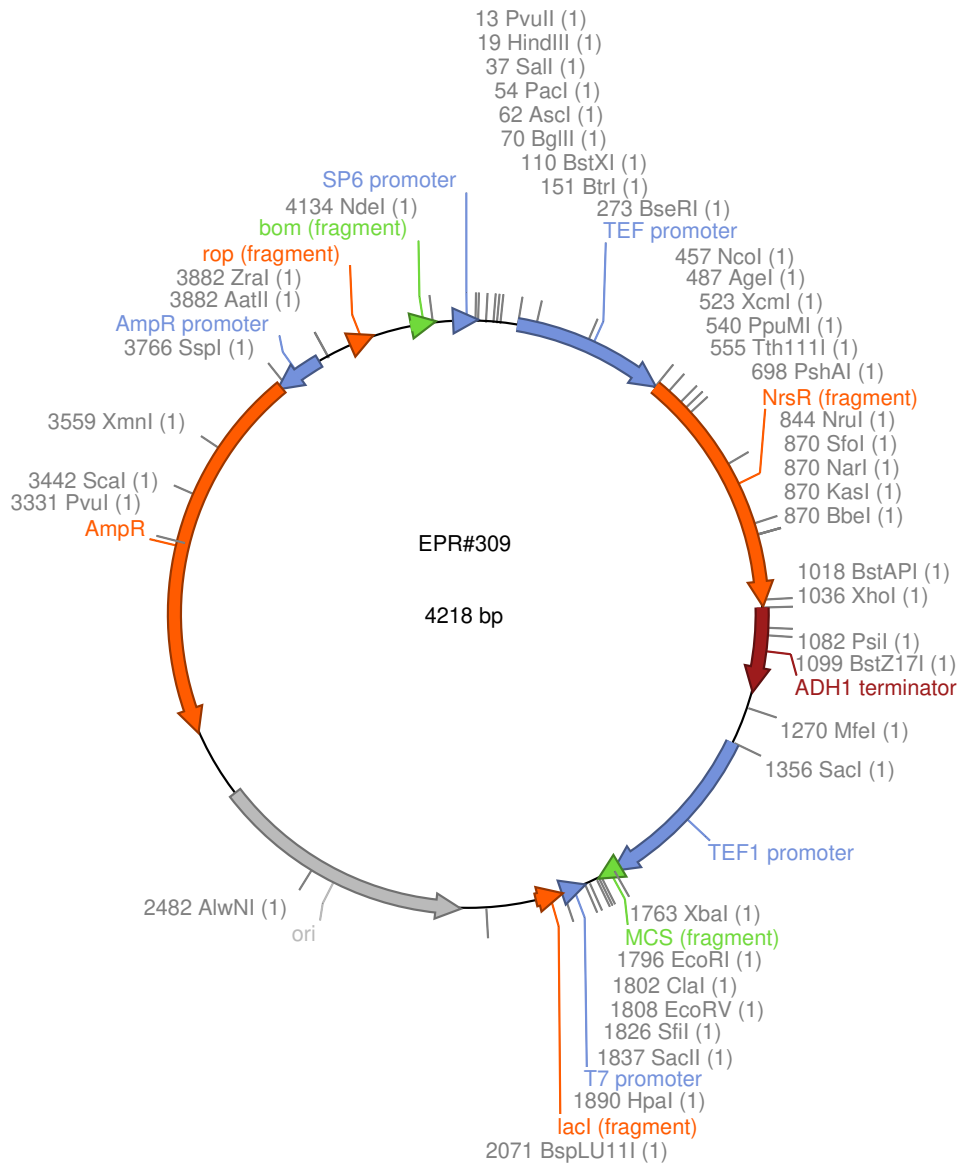 13 PvuII (1)
19 HindIII (1)
37 SalI (1)
54 PacI (1)
62 AscI (1)
70 BglII (1)
110 BstXI (1)
151 BtrI (1)
273 BseRI (1)
TEF promoter
457 NcoI (1)
487 AgeI (1)
523 XcmI (1)
540 PpuMI (1)
555 Tth111I (1)
698 PshAI (1)
NrsR (fragment)
844 NruI (1)
870 SfoI (1)
870 NarI (1)
870 KasI (1)
870 BbeI (1)
1018 BstAPI (1)
1036 XhoI (1)
1082 PsiI (1)
1099 BstZ17I (1)
ADH1 terminator
1270 MfeI (1)
1356 SacI (1)
TEF1 promoter
1763 XbaI (1)
MCS (fragment)
1796 EcoRI (1)
1802 ClaI (1)
1808 EcoRV (1)
1826 SfiI (1)
1837 SacII (1)
T7 promoter
1890 HpaI (1)
lacI (fragment)
2071 BspLU11I (1)
ori
2482 AlwNI (1)
AmpR
3331 PvuI (1)
3442 ScaI (1)
3559 XmnI (1)
3766 SspI (1)
AmpR promoter
3882 AatII (1)
3882 ZraI (1)
rop (fragment)
bom (fragment)
4134 NdeI (1)
SP6 promoter
EPR#309
4218 bp